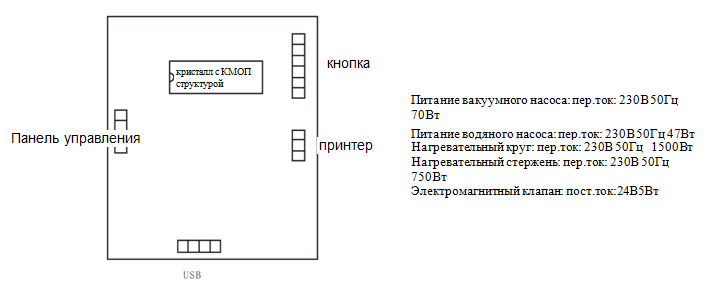 кристалл с КМОП
структурой
кнопка
Панель управления
принтер
USB
Питание вакуумного насоса: пер.ток: 230В 50Гц
70Вт
Питание водяного насоса: пер.ток: 230В 50Гц 47Вт
Нагревательный круг: пер.ток: 230В 50Гц 1500Вт
Нагревательный стержень: пер.ток: 230В 50Гц
750Вт
Электромагнитный клапан: пост.ток:24В5Вт